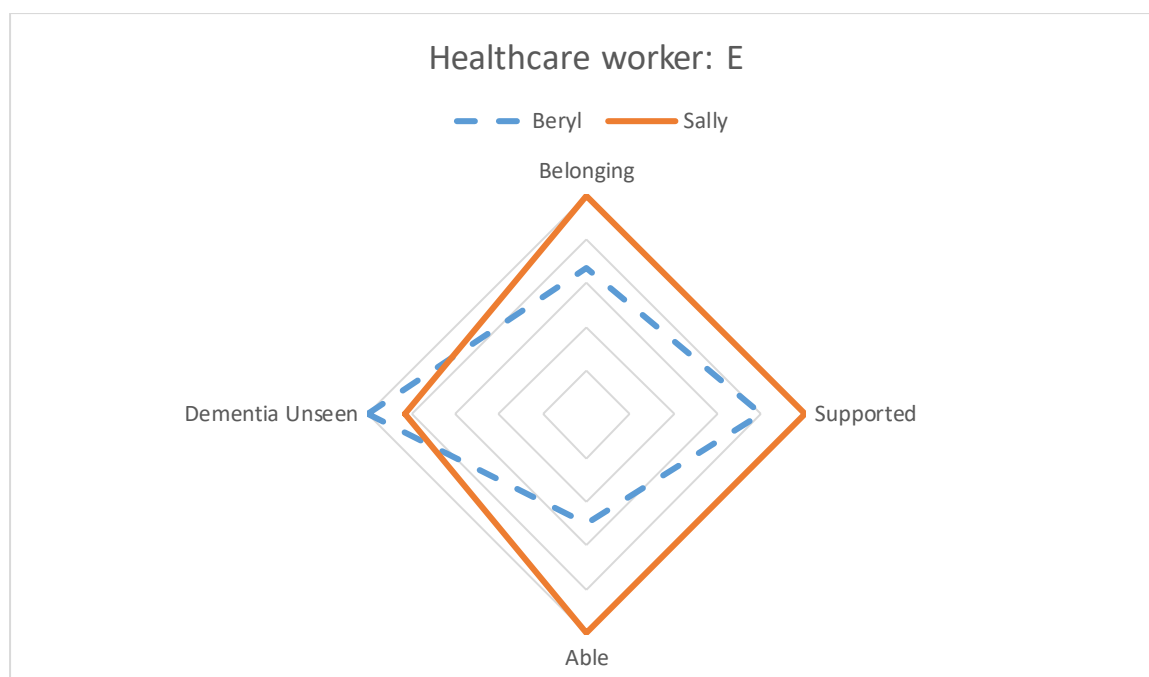 Healthcare worker: E
Beryl Sally
Belonging
Dementia Unseen
Supported
Able